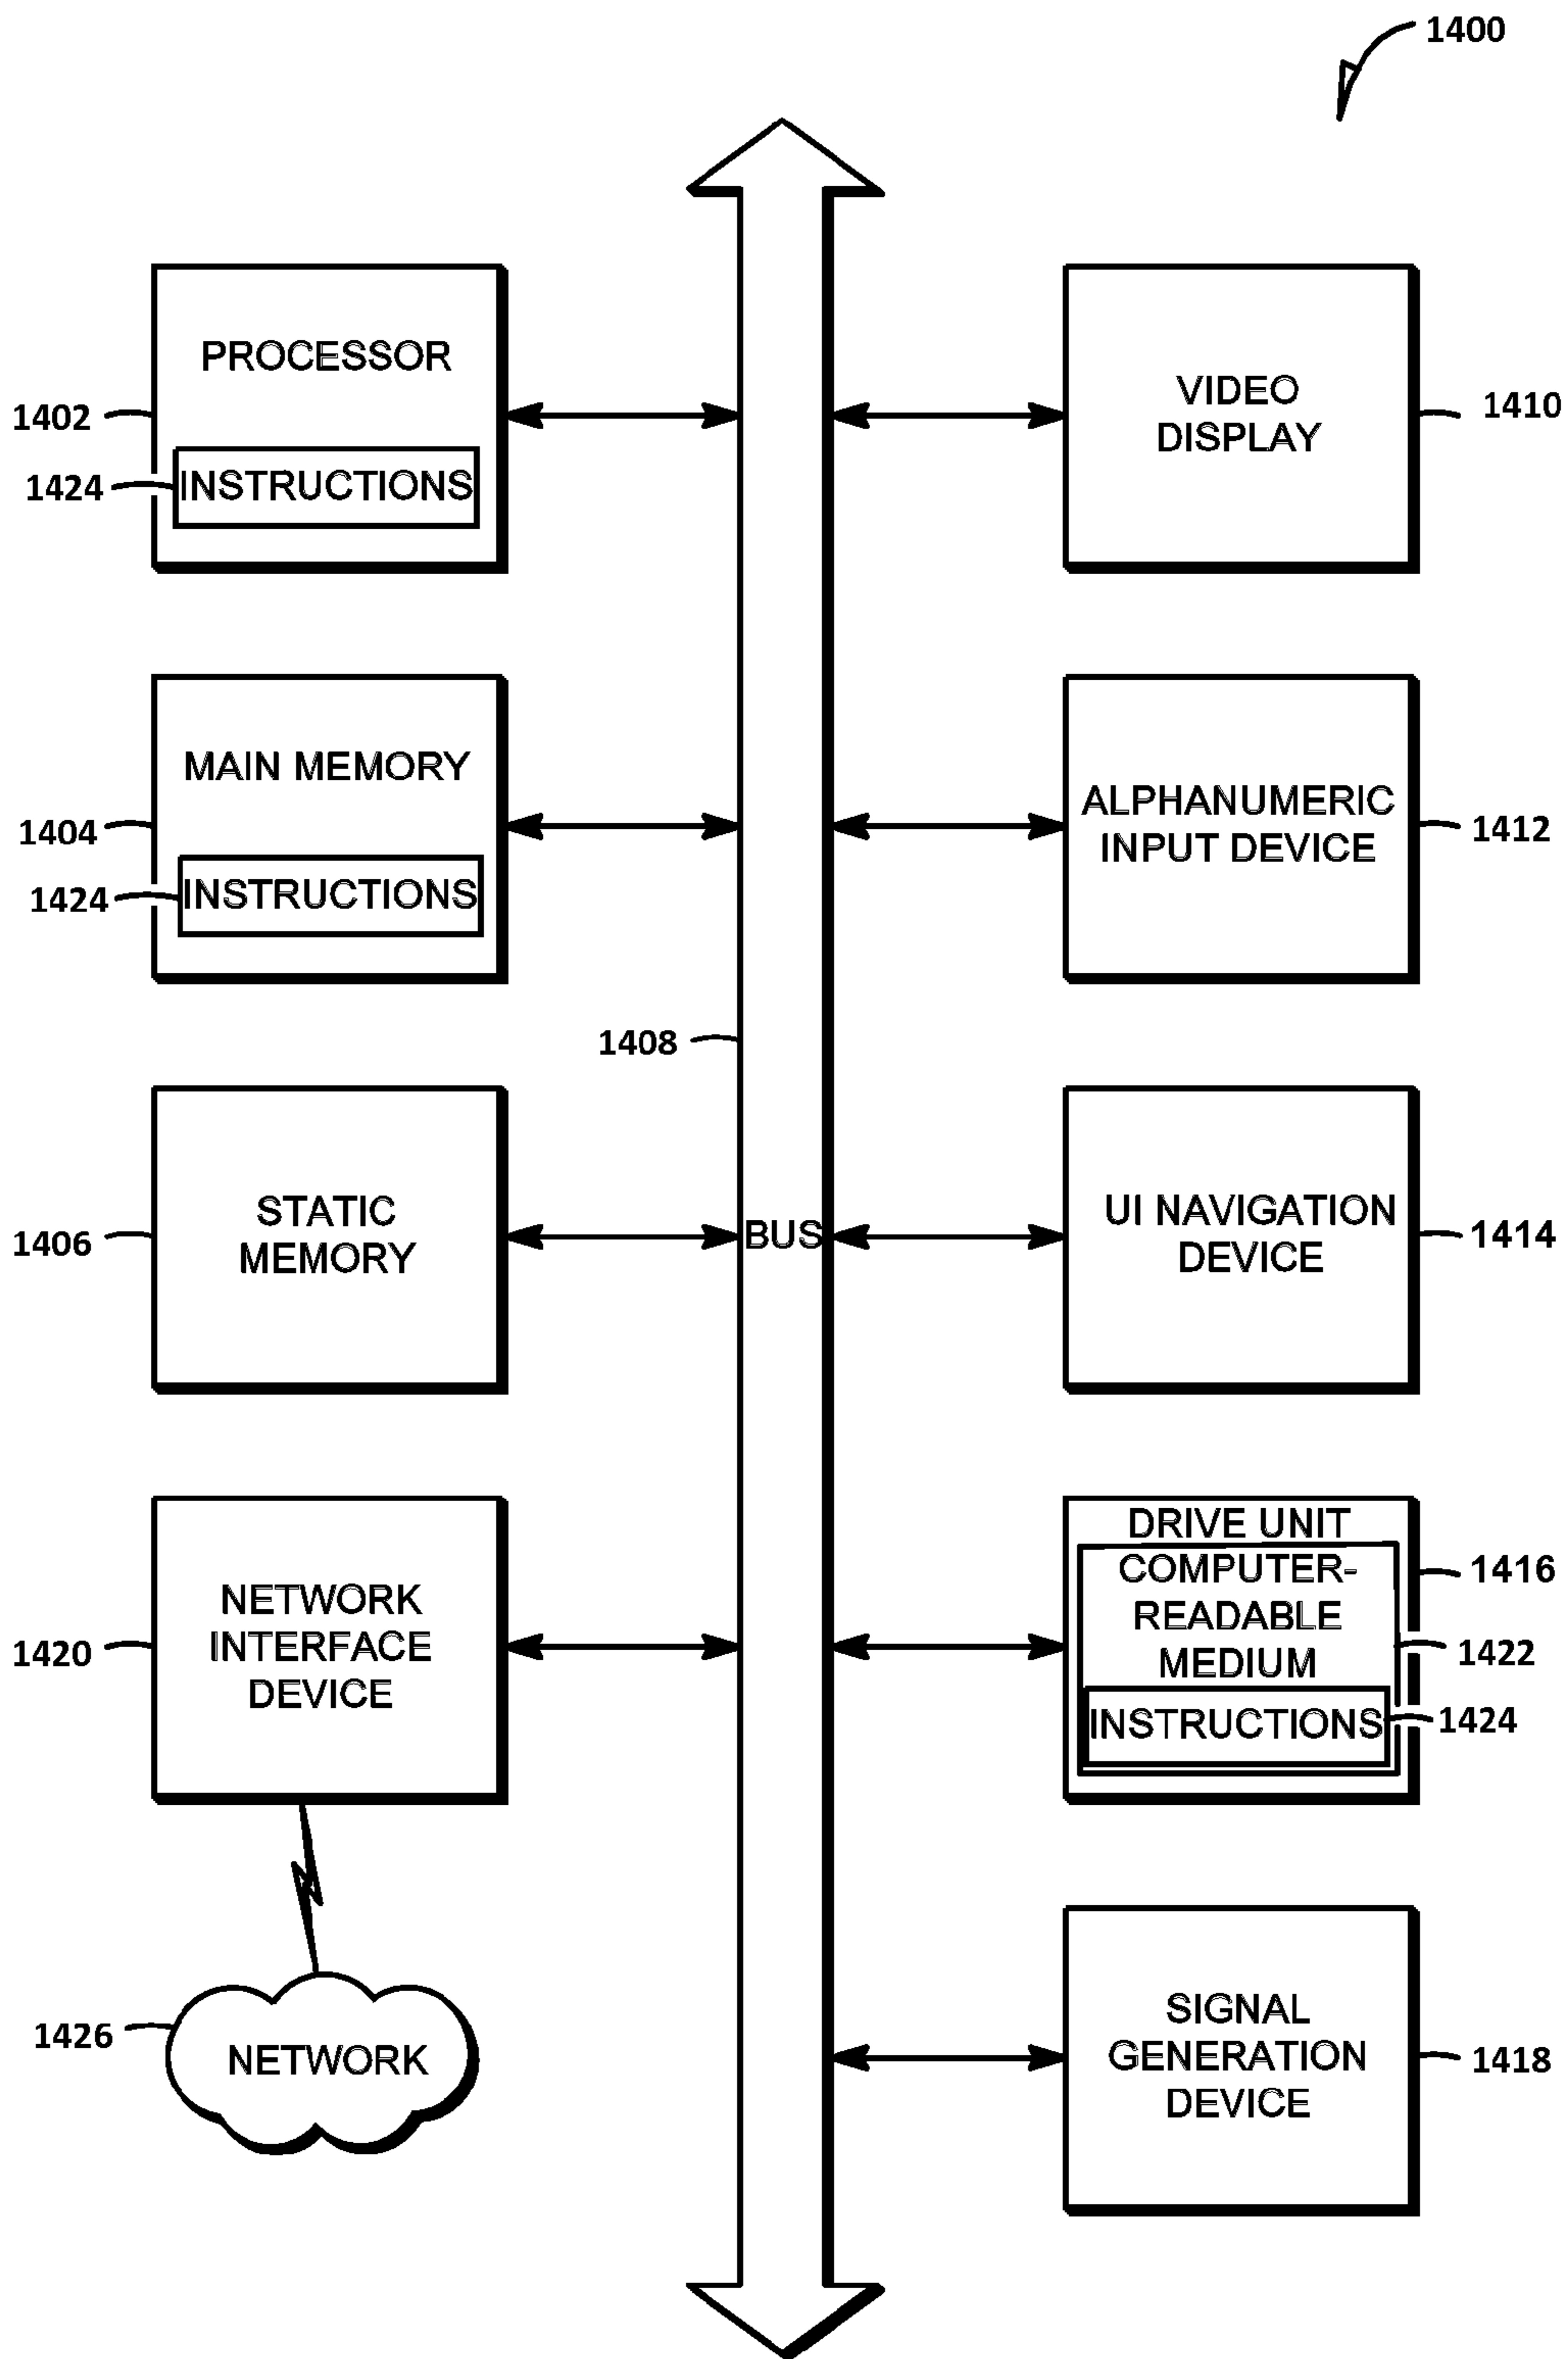 1400
PROCESSOR
1402
1424
INSTRUCTIONS
VIDEO
DISPLAY
1410
MAIN MEMORY
1404
1424
INSTRUCTIONS
ALPHANUMERIC
INPUT DEVICE
1412
1408
STATIC
MEMORY
1406
BUS
UI NAVIGATION
DEVICE
1414
NETWORK
INTERFACE
DEVICE
1420
DRIVE UNIT
COMPUTER-
READABLE
MEDIUM
INSTRUCTIONS
1416
1422
1424
1426
NETWORK
SIGNAL
GENERATION
DEVICE
1418